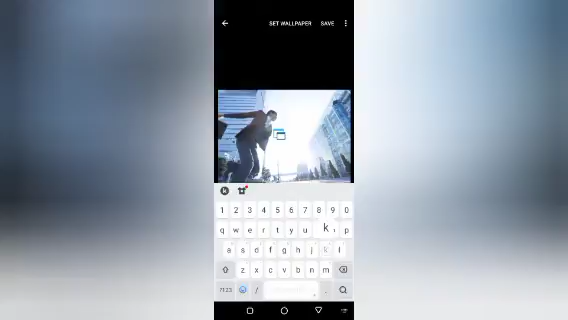 SET WALLPAPER SAVE
1 2 3 4 5 6 7 8 9 0
q w e r t y u k p
a s d f g h j k l
z x c v b n m
?123 / .